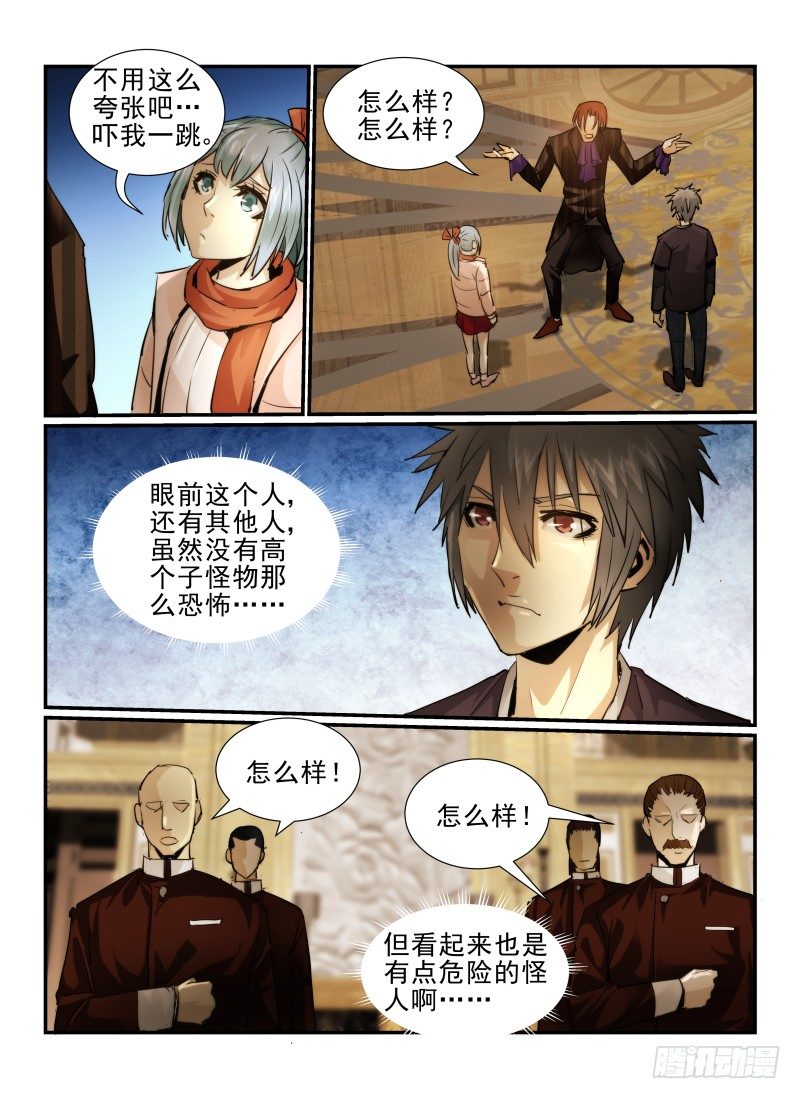 不用这么
夸张吧…
吓我一跳。
怎么样？
怎么样？
眼前这个人，
还有其他人，
虽然没有高
个子怪物那
么恐怖……
怎么样！
怎么样！
但看起来也是
有点危险的怪
人啊……
腾讯动漫